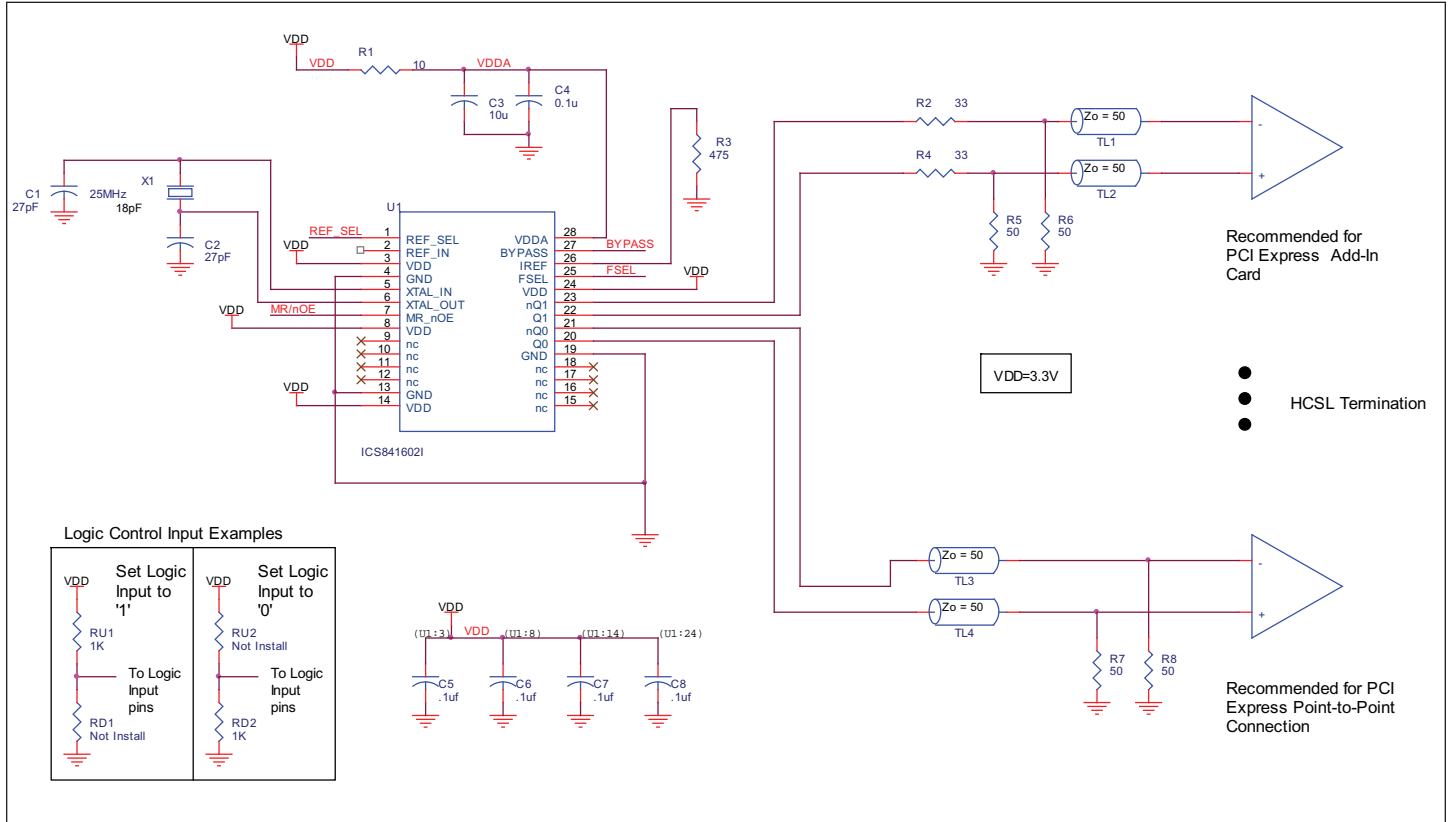 VDD
R1
VDD
10
VDDA
C3
10u
C4
0.1u
R3
475
R2 33
Zo = 50
TL1
-
R4 33
Zo = 50
TL2
+
R5
50
R6
50
Recommended for
PCI Express Add-In
Card
C1
27pF
25MHz
X1
18pF
C2
27pF
U1
REF_SEL
VDD
MR/nOE
VDD
VDD
1 REF_SEL
2 REF_IN
3 VDD
4 GND
5 XTAL_IN
6 XTAL_OUT
7 MR_nOE
8 VDD
9 nc
10 nc
11 nc
12 nc
13 GND
14 VDD
VDDA 28
BYPASS 27
IREF 26
FSEL 25
VDD 24
nQ1 23
Q1 22
nQ0 21
Q0 20
GND 19
nc 18
nc 17
nc 16
nc 15
BYPASS
FSEL
VDD
ICS841602I
VDD=3.3V
HCSL Termination
Logic Control Input Examples
VDD
Set Logic
Input to
'1'
RU1
1K
To Logic
Input
pins
RD1
Not Install
VDD
Set Logic
Input to
'0'
RU2
Not Install
To Logic
Input
pins
RD2
1K
VDD
(U1:3) VDD (U1:8) (U1:14) (U1:24)
C5
.1uf
C6
.1uf
C7
.1uf
C8
.1uf
Zo = 50
TL3
-
Zo = 50
TL4
+
R7
50
R8
50
Recommended for PCI
Express Point-to-Point
Connection